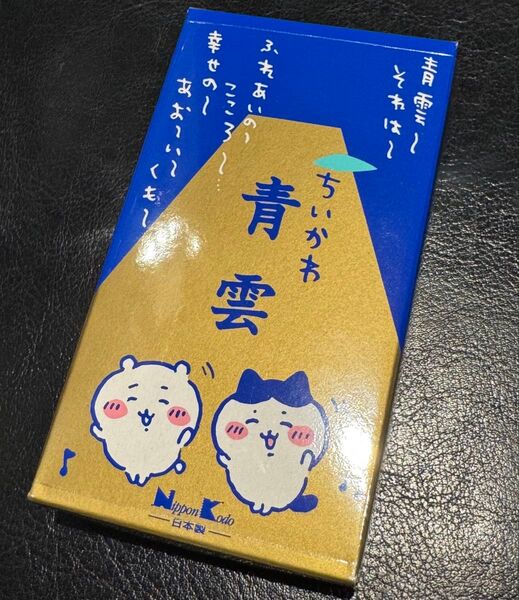 青雲〜
それは〜
ふれあいの〜
こころ〜…
幸せの〜
あお〜い〜
くも〜
ちいかわ
青雲
Nippon Kodo
日本製